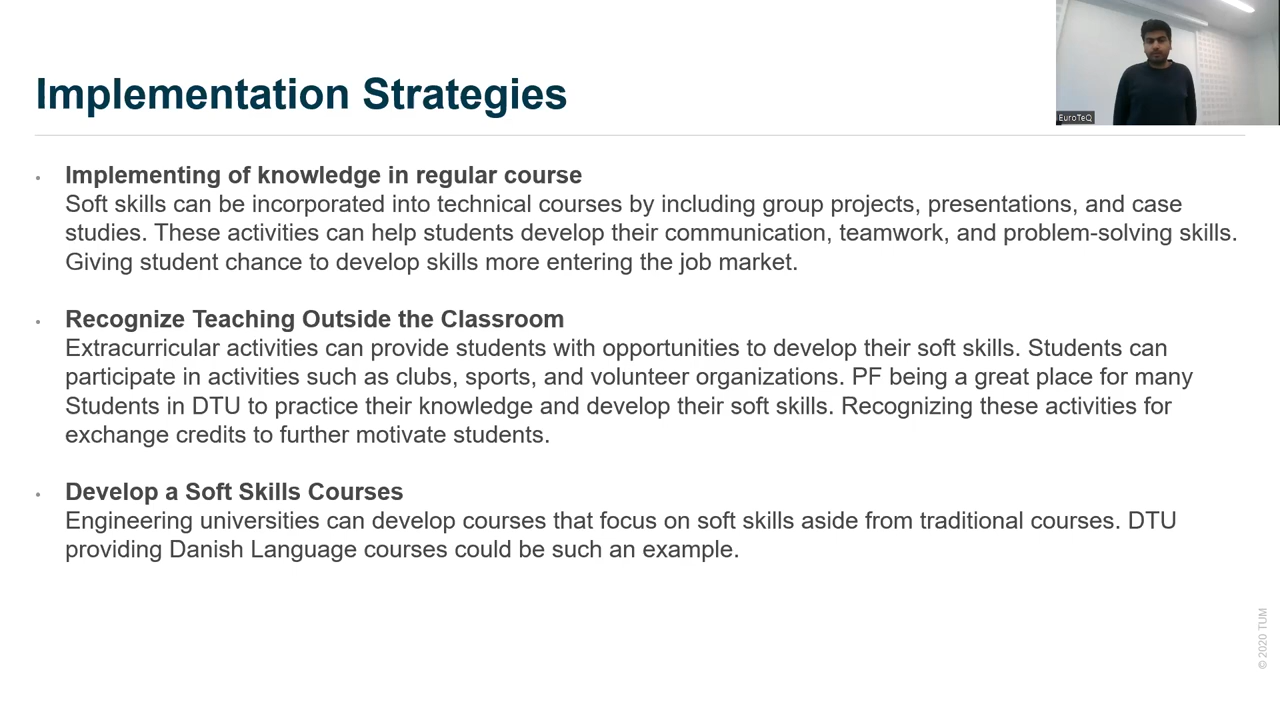 Implementation Strategies
EuroTeQ
Implementing of knowledge in regular course
Soft skills can be incorporated into technical courses by including group projects, presentations, and case
studies. These activities can help students develop their communication, teamwork, and problem-solving skills.
Giving student chance to develop skills more entering the job market.
Recognize Teaching Outside the Classroom
Extracurricular activities can provide students with opportunities to develop their soft skills. Students can
participate in activities such as clubs, sports, and volunteer organizations. PF being a great place for many
Students in DTU to practice their knowledge and develop their soft skills. Recognizing these activities for
exchange credits to further motivate students.
Develop a Soft Skills Courses
Engineering universities can develop courses that focus on soft skills aside from traditional courses. DTU
providing Danish Language courses could be such an example.
© 2020 TUM